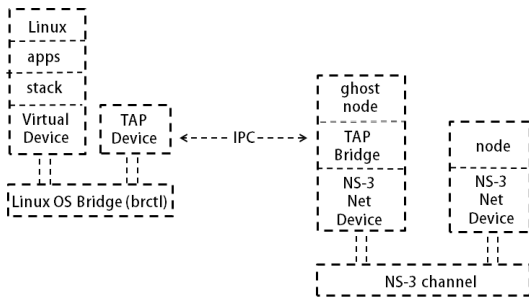 Linux
apps
stack
Virtual
Device
TAP
Device
Linux OS Bridge (brctl)
IPC
ghost
node
TAP
Bridge
NS-3
Net
Device
node
NS-3
Net
Device
NS-3 channel